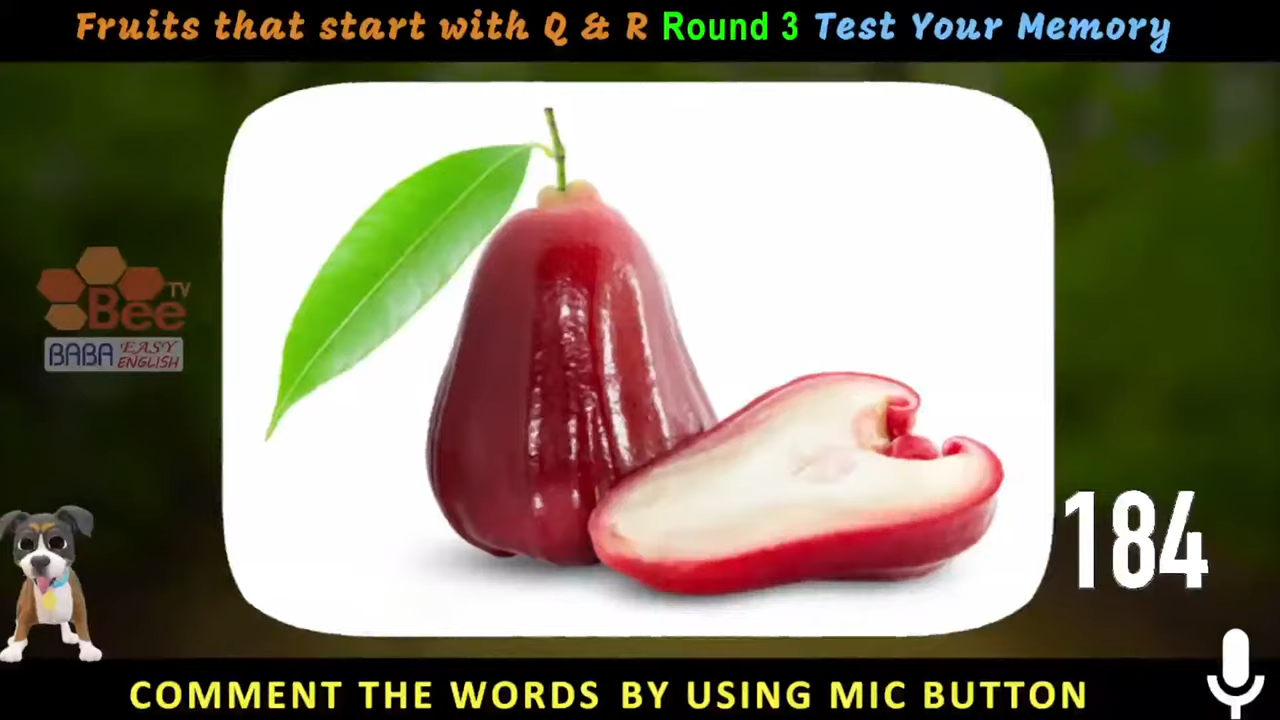 Fruits that start with Q & R Round 3 Test Your Memory
Bee TV
BABA EASY ENGLISH
184
COMMENT THE WORDS BY USING MIC BUTTON